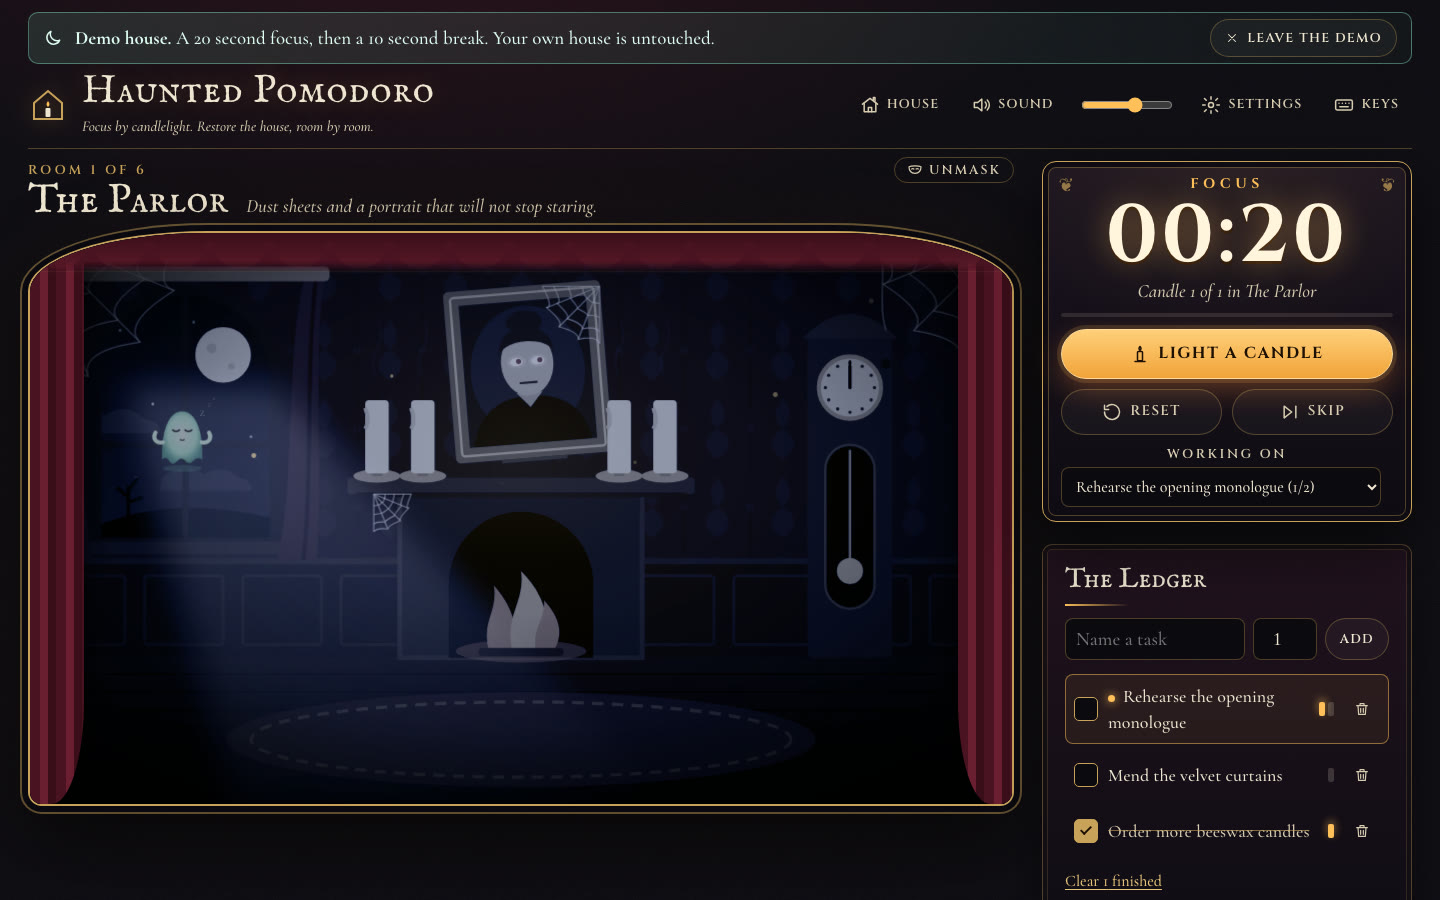 Demo house. A 20 second focus, then a 10 second break. Your own house is untouched.
LEAVE THE DEMO
Haunted Pomodoro
Focus by candlelight. Restore the house, room by room.
HOUSE
SOUND
SETTINGS
KEYS
ROOM 1 OF 6
The Parlor
Dust sheets and a portrait that will not stop staring.
UNMASK
z z
FOCUS
00:20
Candle 1 of 1 in The Parlor
LIGHT A CANDLE
RESET
SKIP
WORKING ON
Rehearse the opening monologue (1/2)
The Ledger
Name a task
1
ADD
Rehearse the opening
monologue
Mend the velvet curtains
Order more beeswax candles
Clear 1 finished